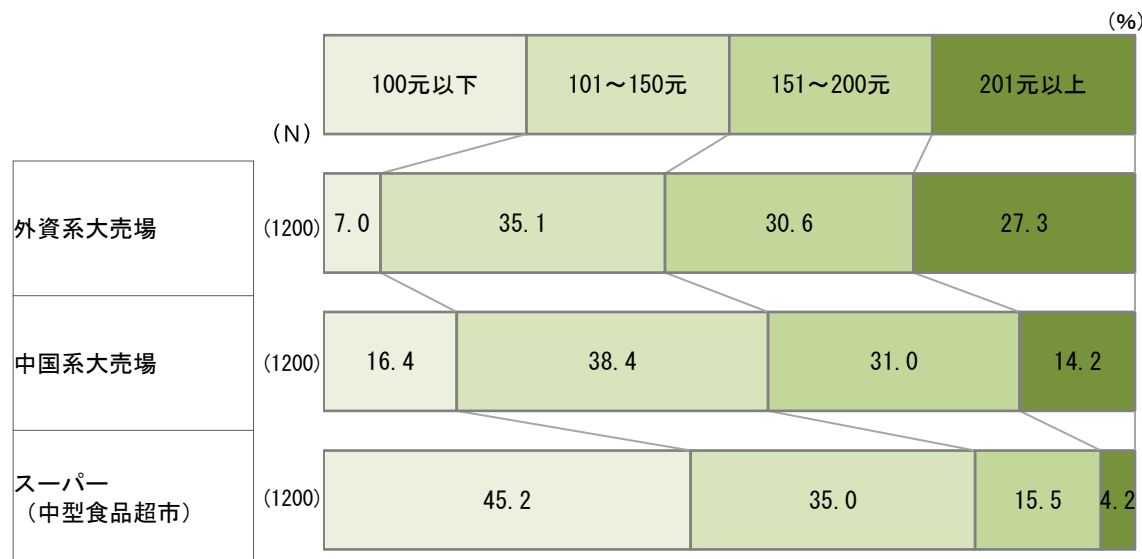 (%)
100元以下 101～150元 151～200元 201元以上
(N)
外資系大売場 (1200) 7.0 35.1 30.6 27.3
中国系大売場 (1200) 16.4 38.4 31.0 14.2
スーパー
（中型食品超市） (1200) 45.2 35.0 15.5 4.2